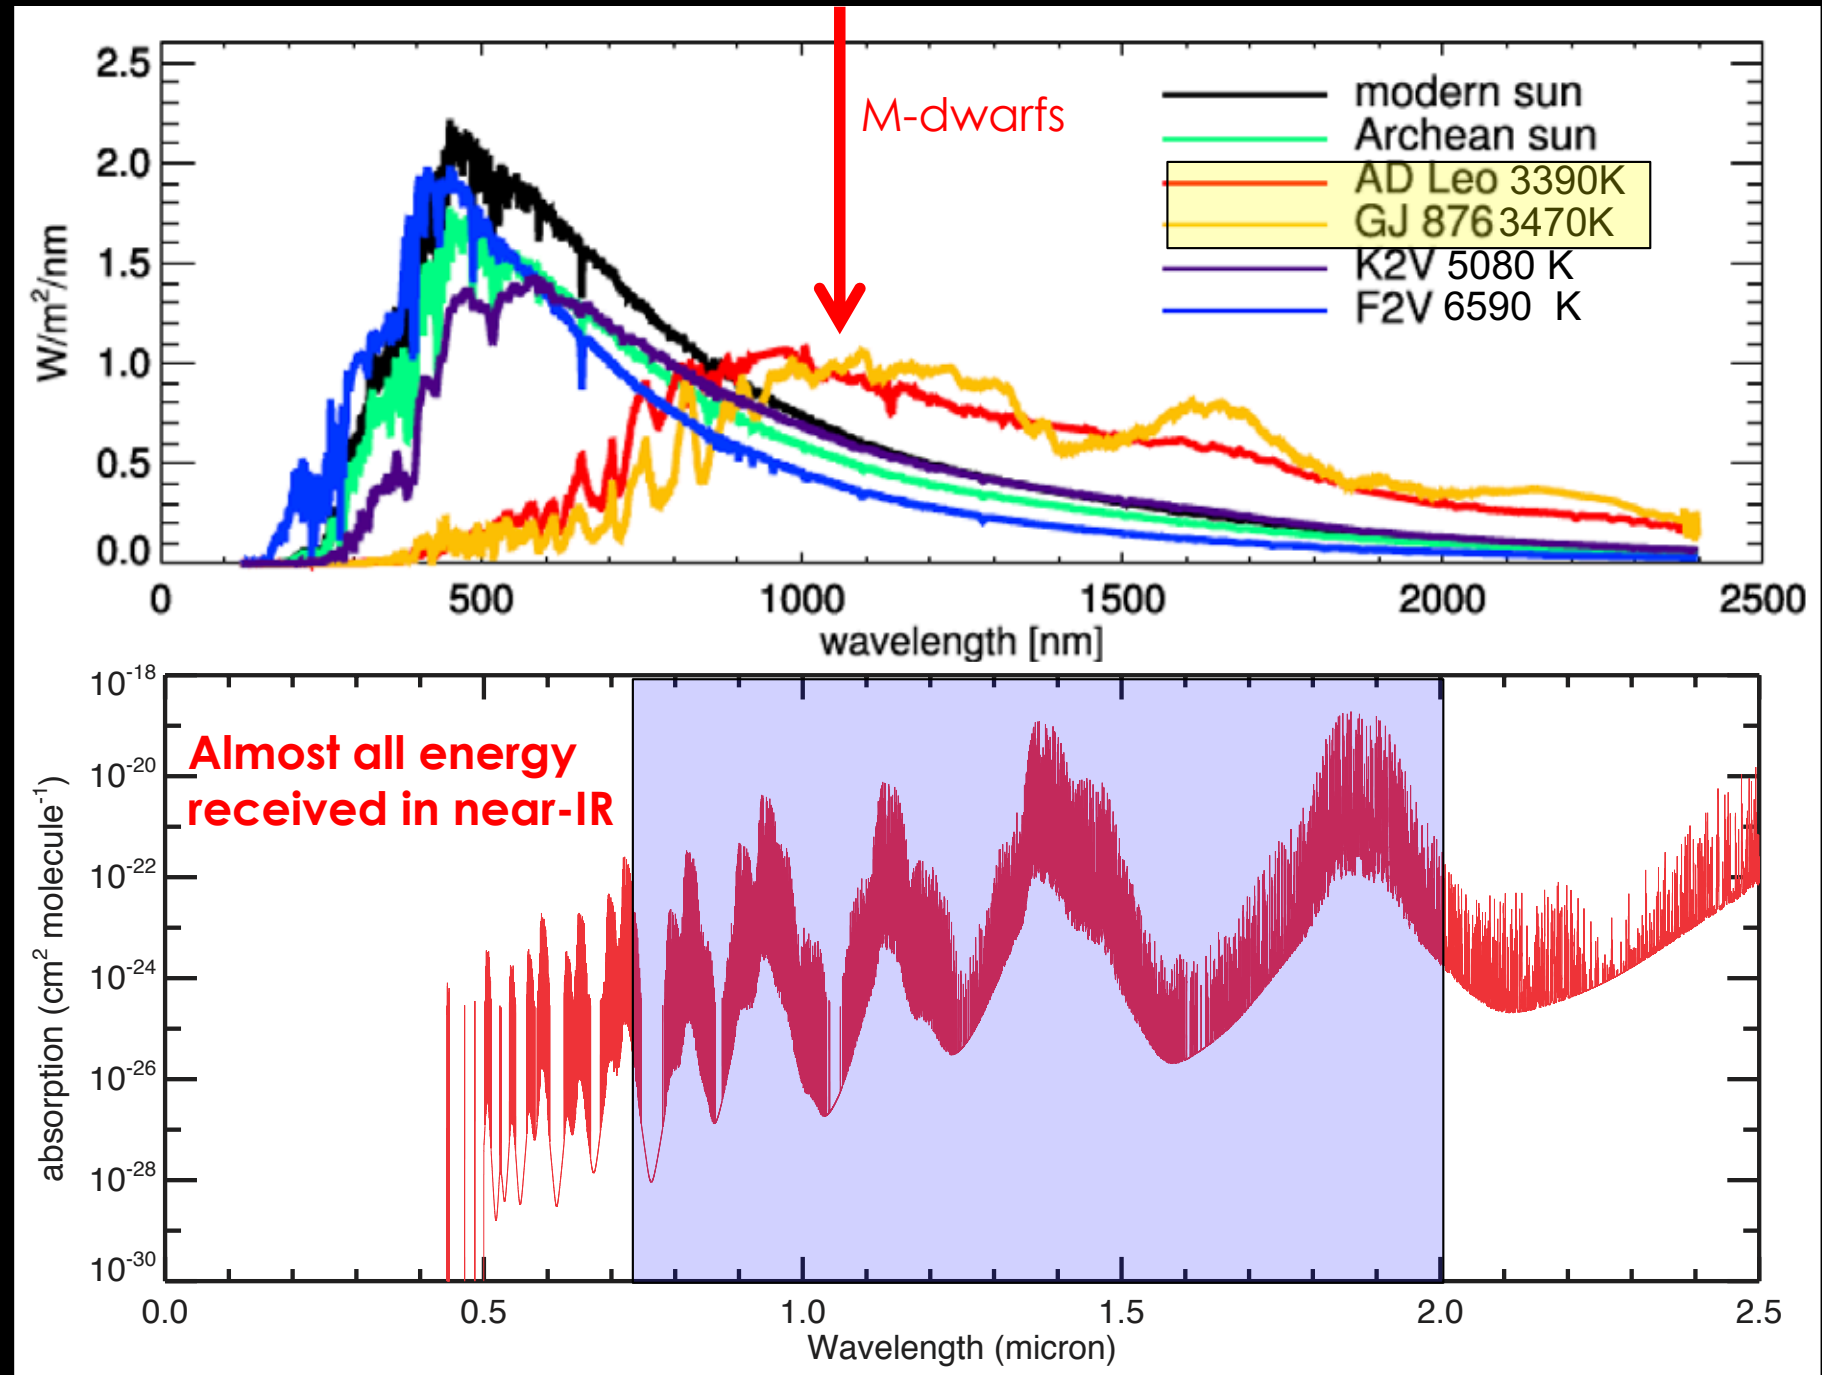 2.5
2.0
1.5
1.0
0.5
0.0
W/m²/nm
M-dwarfs
modern sun
Archean sun
AD Leo 3390K
GJ 876 3470K
K2V 5080 K
F2V 6590 K
0 500 1000 1500 2000 2500
wavelength [nm]
10⁻¹⁸
10⁻²⁰
10⁻²²
10⁻²⁴
10⁻²⁶
10⁻²⁸
10⁻³⁰
absorption (cm² molecule⁻¹)
Almost all energy
received in near-IR
0.0 0.5 1.0 1.5 2.0 2.5
Wavelength (micron)